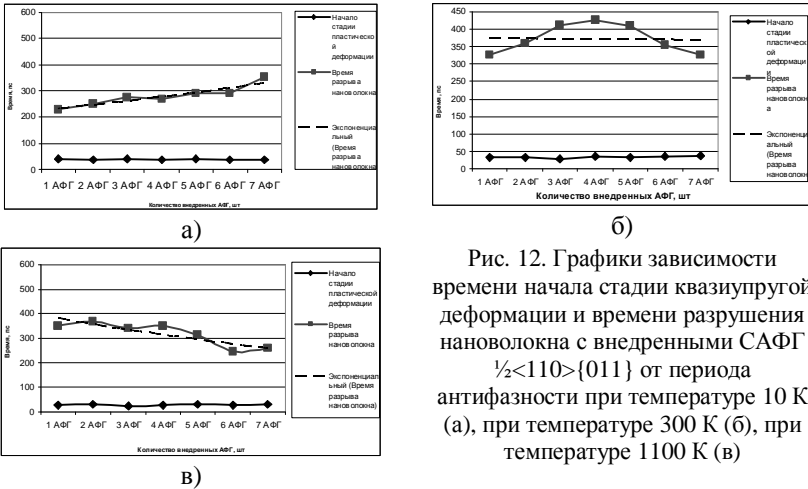 600
500
400
300
200
100
0
Время, пс
1 АФГ 2 АФГ 3 АФГ 4 АФГ 5 АФГ 6 АФГ 7 АФГ
Количество внедренных АФГ, шт
Начало
стадии
пластическо
й
деформации
Время
разрыва
нановолокна
Экспоненциа
льный
(Время
разрыва
нановолокна
а)
450
400
350
300
250
200
150
100
50
0
Время, пс
1 АФГ 2 АФГ 3 АФГ 4 АФГ 5 АФГ 6 АФГ 7 АФГ
Количество внедренных АФГ, шт
Начало
стадии
пластическ
ой
деформаци
Время
разрыва
нановолокн
а
Экспоненци
альный
(Время
разрыва
нановолокн
б)
600
500
400
300
200
100
0
Время, пс
1 АФГ 2 АФГ 3 АФГ 4 АФГ 5 АФГ 6 АФГ 7 АФГ
Количество внедренных АФГ, шт
Начало
стадии
пластической
деформации
Время
разрыва
нановолокна
Экспоненциал
ьный (Время
разрыва
нановолокна)
в)
Рис. 12. Графики зависимости
времени начала стадии квазиупругой
деформации и времени разрушения
нановолокна с внедренными САФГ
½<110>{011} от периода
антифазности при температуре 10 К
(а), при температуре 300 К (б), при
температуре 1100 К (в)